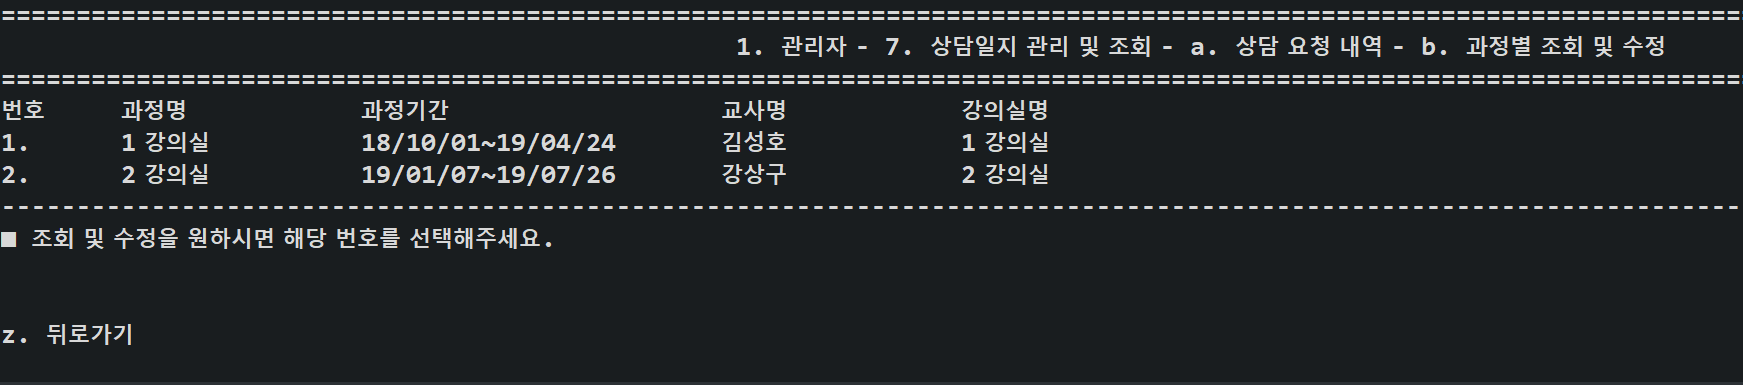 =====================================================================================================================
1. 관리자 - 7. 상담일지 관리 및 조회 - a. 상담 요청 내역 - b. 과정별 조회 및 수정
=====================================================================================================================
번호 과정명 과정기간 교사명 강의실명
1. 1 강의실 18/10/01~19/04/24 김성호 1 강의실
2. 2 강의실 19/01/07~19/07/26 강상구 2 강의실
---------------------------------------------------------------------------------------------------------------------
■ 조회 및 수정을 원하시면 해당 번호를 선택해주세요.
z. 뒤로가기